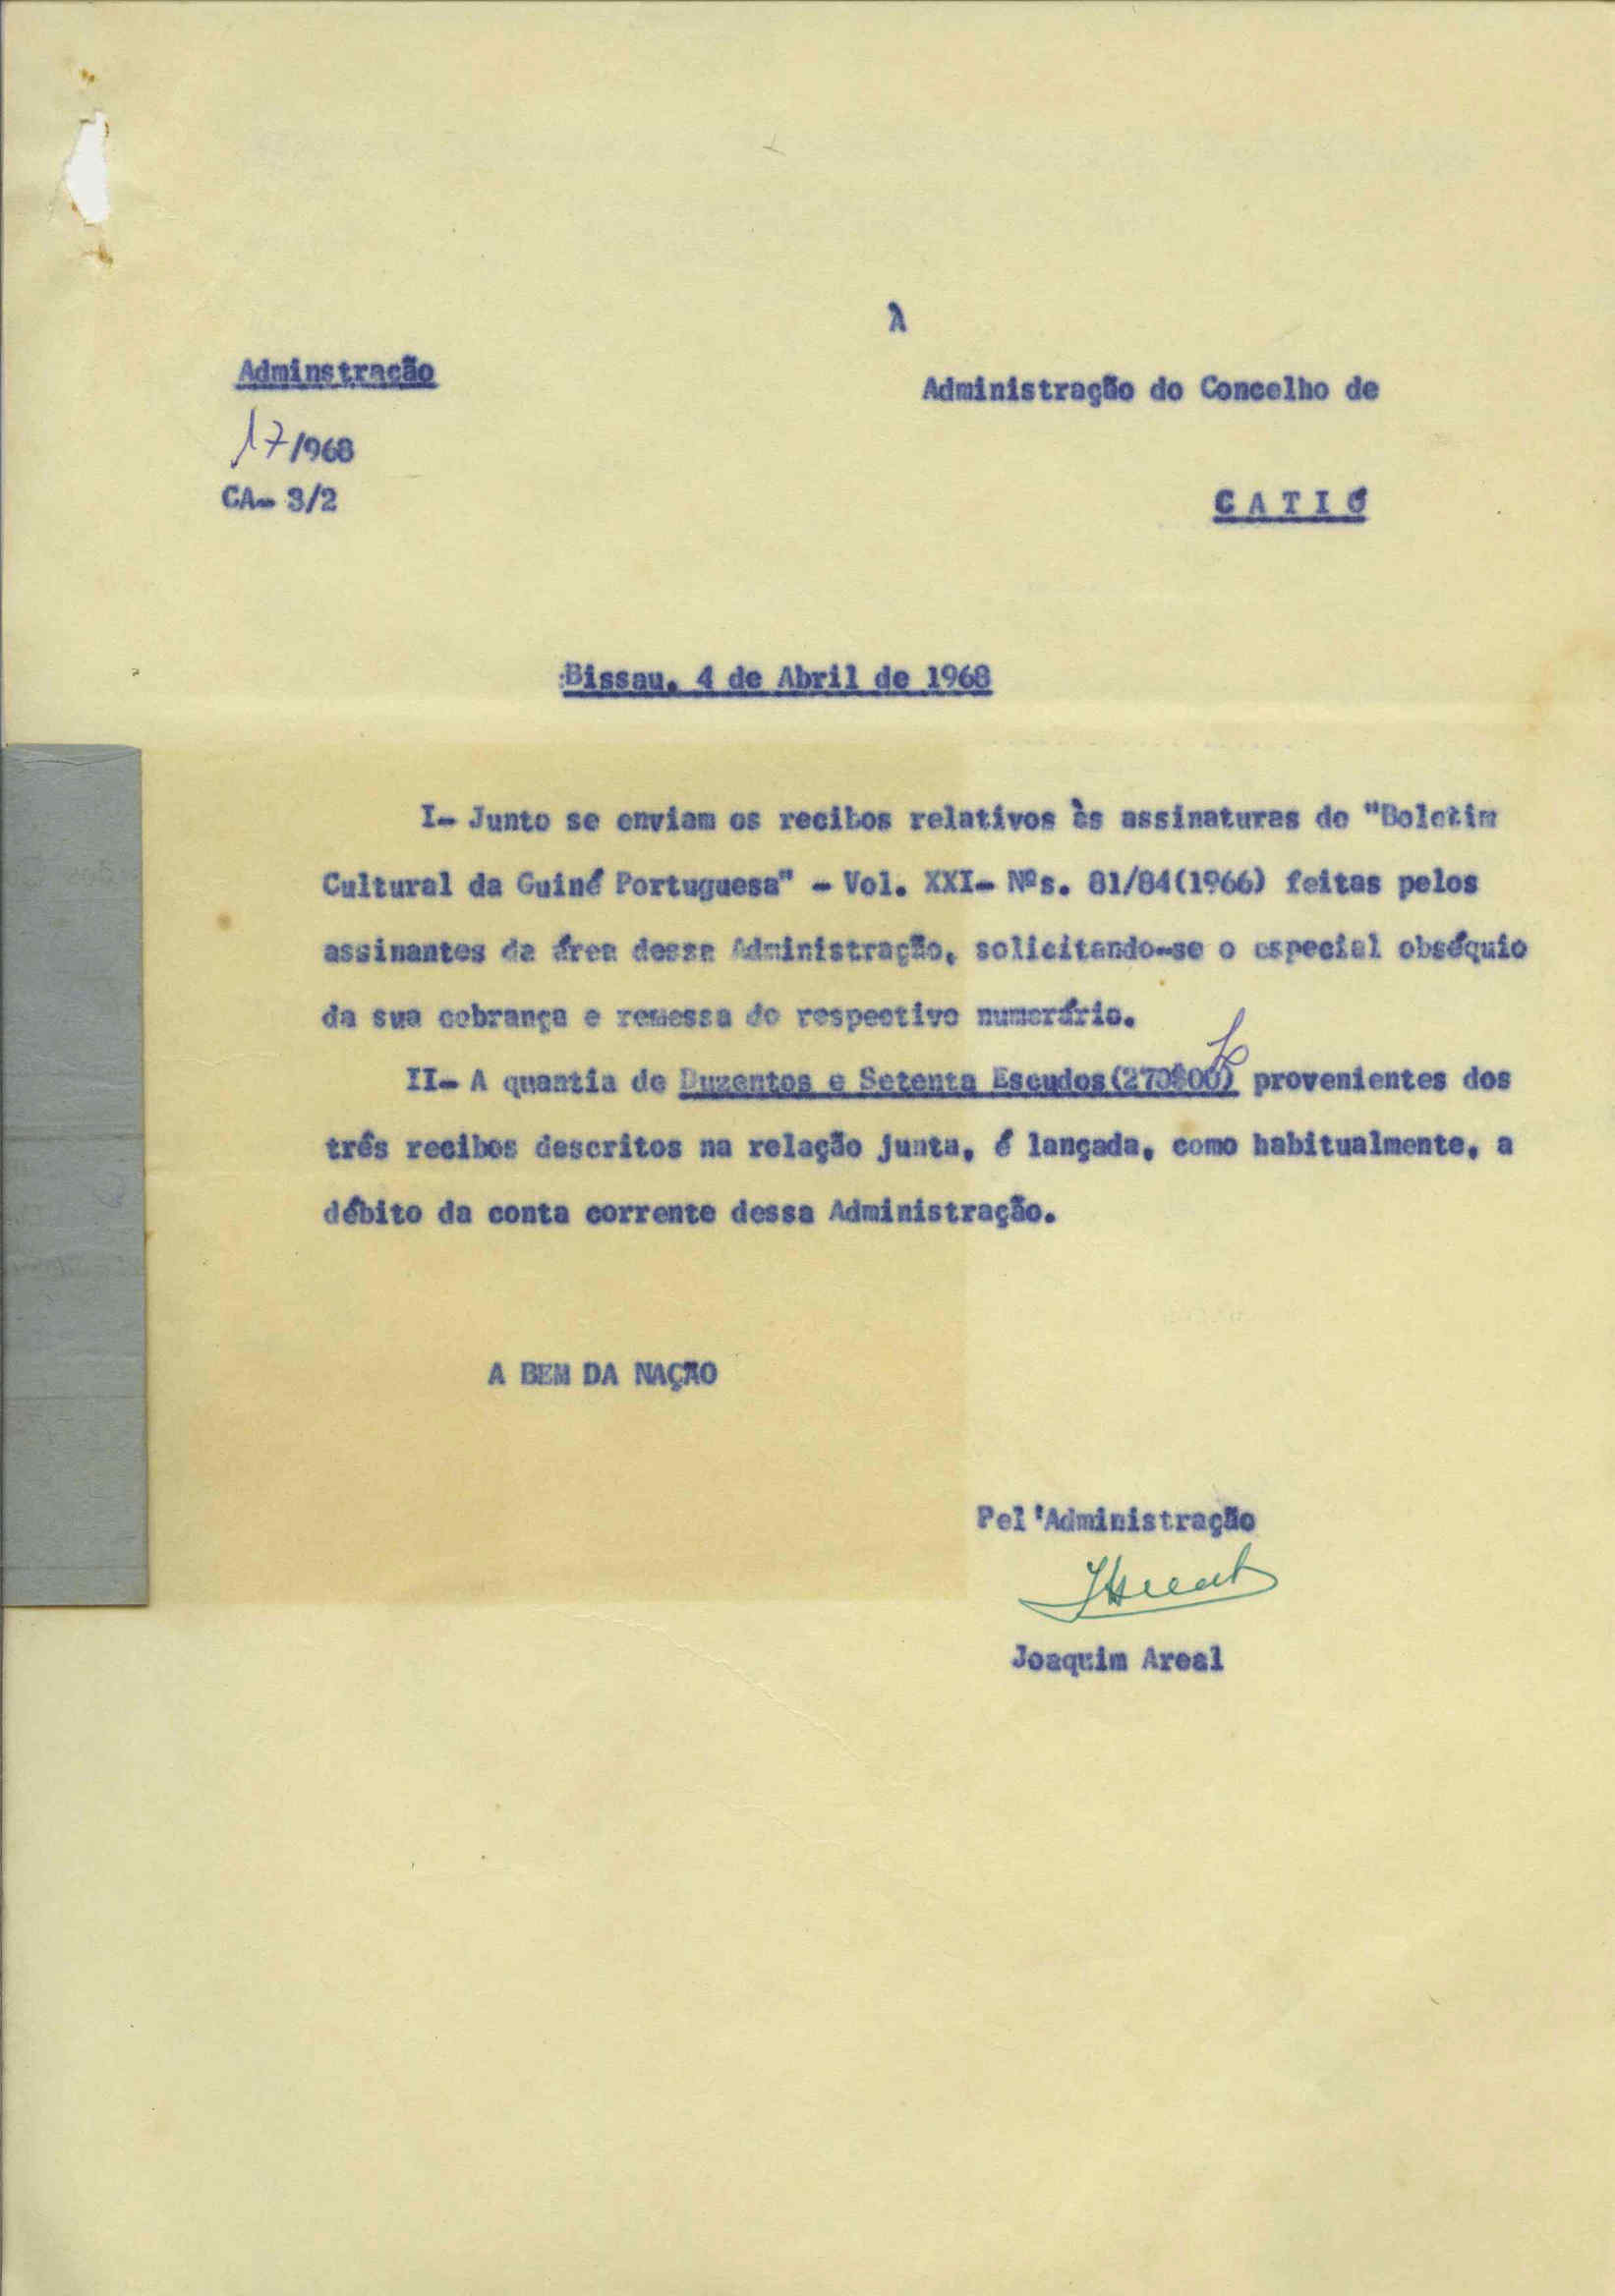 À
Adminstração
Administração do Concelho de
17/968
CA- 3/2
CATIÓ
Bissau, 4 de Abril de 1968
I- Junto se enviam os recibos relativos às assinaturas do "Boletim
Cultural da Guiné Portuguesa" - Vol. XXI- Nºs. 81/84(1966) feitas pelos
assinantes da área dessa Administração, solicitando-se o especial obséquio
da sua cobrança e remessa do respectivo numerário.
II- A quantia de Duzentos e Setenta Escudos(270$00) provenientes dos
três recibos descritos na relação junta, é lançada, como habitualmente, a
débito da conta corrente dessa Administração.
A BEM DA NAÇÃO
Pel'Administração
JAreal
Joaquim Areal